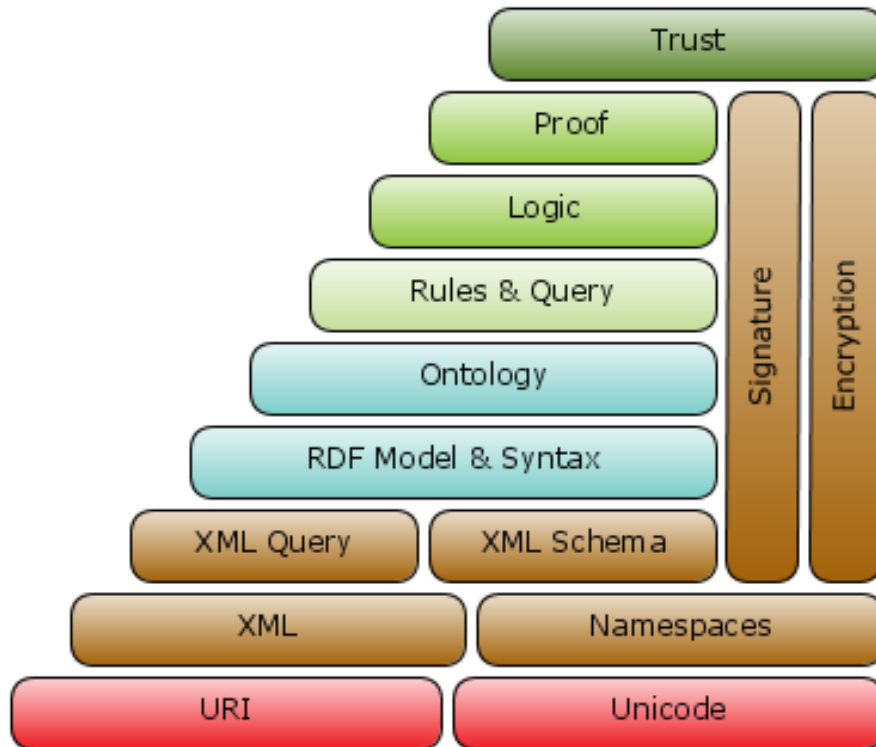 Trust
Proof
Logic
Rules & Query
Ontology
RDF Model & Syntax
XML Query
XML Schema
Signature
Encryption
XML
Namespaces
URI
Unicode